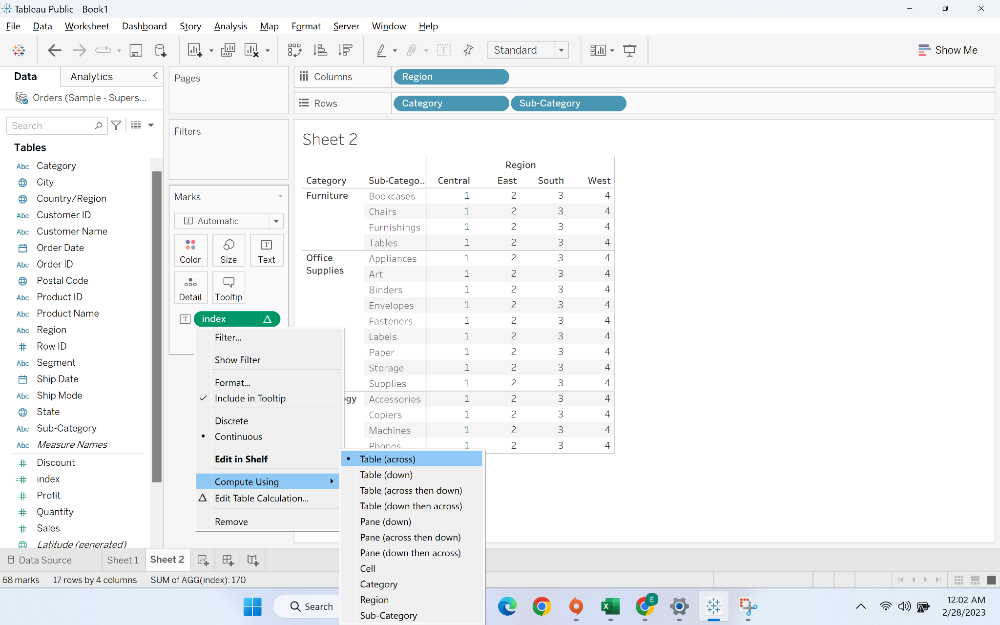 Tableau Public - Book1
File Data Worksheet Dashboard Story Analysis Map Format Server Window Help
Standard
Show Me
Data Analytics
Orders (Sample - Supers...
Search
Tables
Abc Category
City
Country/Region
Abc Customer ID
Abc Customer Name
Order Date
Abc Order ID
Postal Code
Abc Product ID
Abc Product Name
Abc Region
# Row ID
Abc Segment
Ship Date
Abc Ship Mode
State
Abc Sub-Category
Abc Measure Names
# Discount
=# index
# Profit
# Quantity
# Sales
Latitude (generated)
Pages
Filters
Marks
T Automatic
Color Size T Text
Detail Tooltip
T index Δ
Filter...
Show Filter
Format...
✓ Include in Tooltip
Discrete
• Continuous
Edit in Shelf
Compute Using
Δ Edit Table Calculation...
Remove
• Table (across)
Table (down)
Table (across then down)
Table (down then across)
Pane (down)
Pane (across then down)
Pane (down then across)
Cell
Category
Region
Sub-Category
Columns Region
Rows Category Sub-Category
Sheet 2
Region
Category Sub-Catego.. Central East South West
Furniture Bookcases 1 2 3 4
Chairs 1 2 3 4
Furnishings 1 2 3 4
Tables 1 2 3 4
Office Appliances 1 2 3 4
Supplies
Art 1 2 3 4
Binders 1 2 3 4
Envelopes 1 2 3 4
Fasteners 1 2 3 4
Labels 1 2 3 4
Paper 1 2 3 4
Storage 1 2 3 4
Supplies 1 2 3 4
gy Accessories 1 2 3 4
Copiers 1 2 3 4
Machines 1 2 3 4
Phones 1 2 3 4
Data Source Sheet 1 Sheet 2
68 marks 17 rows by 4 columns SUM of AGG(index): 170
Search
E
12:02 AM
2/28/2023